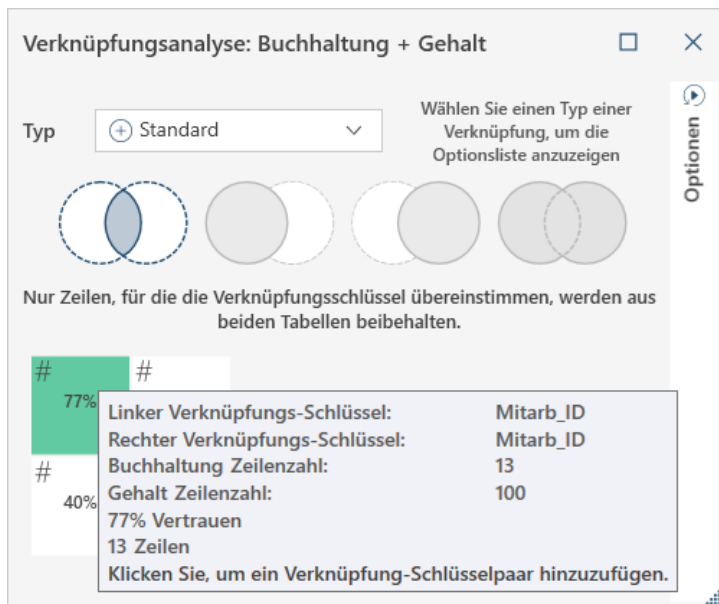 Verknüpfungsanalyse: Buchhaltung + Gehalt
Typ
Standard
Wählen Sie einen Typ einer
Verknüpfung, um die
Optionsliste anzuzeigen
Optionen
Nur Zeilen, für die die Verknüpfungsschlüssel übereinstimmen, werden aus
beiden Tabellen beibehalten.
# #
77%
Linker Verknüpfungs-Schlüssel: Mitarb_ID
Rechter Verknüpfungs-Schlüssel: Mitarb_ID
Buchhaltung Zeilenzahl: 13
#
Gehalt Zeilenzahl: 100
40%
77% Vertrauen
13 Zeilen
Klicken Sie, um ein Verknüpfung-Schlüsselpaar hinzuzufügen.